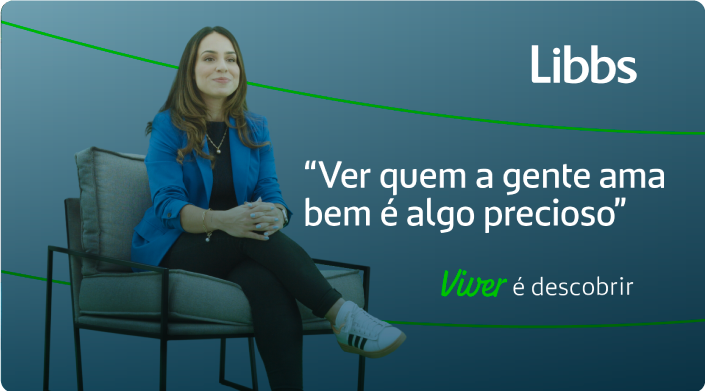 Libbs
“Ver quem a gente ama
bem é algo precioso”
Viver é descobrir